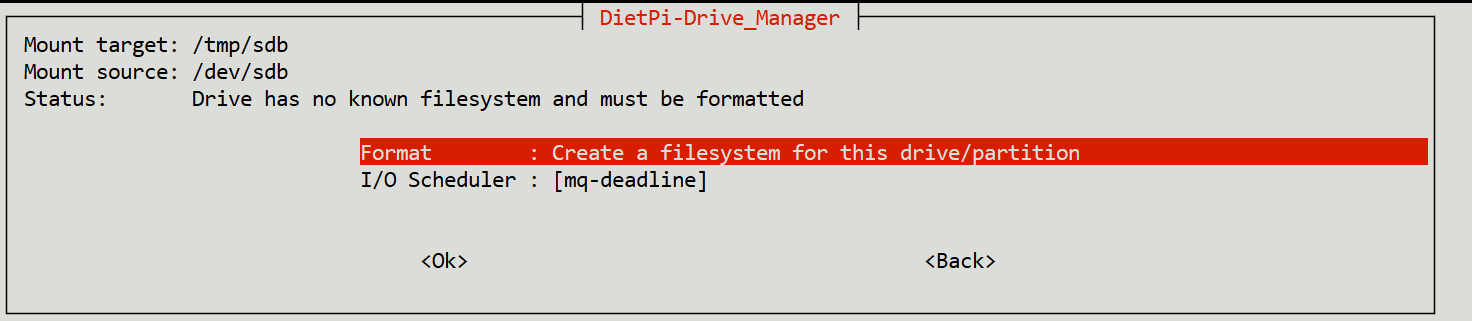 DietPi-Drive_Manager
Mount target: /tmp/sdb
Mount source: /dev/sdb
Status:       Drive has no known filesystem and must be formatted
Format        : Create a filesystem for this drive/partition
I/O Scheduler : [mq-deadline]
<Ok>                                      <Back>